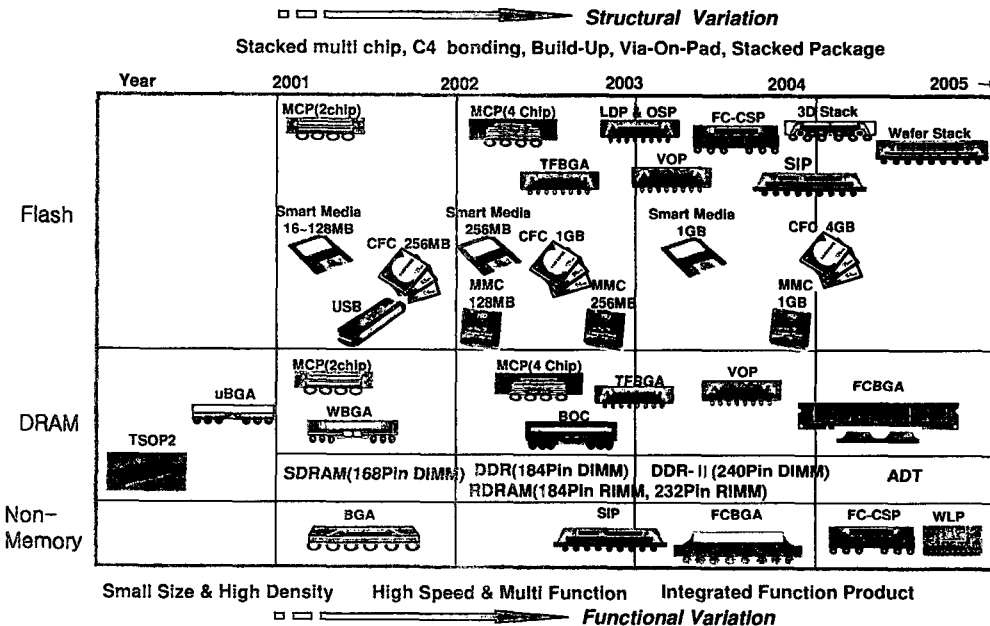 Structural Variation
Stacked multi chip, C4 bonding, Build-Up, Via-On-Pad, Stacked Package
Year 2001 2002 2003 2004 2005
MCP(2chip) MCP(4 Chip) LDP & OSP FC-CSP 3D Stack Wafer Stack
TFBGA VOP SIP
Flash
Smart Media Smart Media Smart Media
16~128MB 256MB 1GB
CFC 256MB CFC 1GB CFC 4GB
USB
MMC MMC MMC
128MB 256MB 1GB
MCP(2chip) MCP(4 Chip) TFBGA VOP FCBGA
uBGA WBGA BOC
DRAM
TSOP2
SDRAM(168Pin DIMM) DDR(184Pin DIMM) DDR-II(240Pin DIMM) ADT
RDRAM(184Pin RIMM, 232Pin RIMM)
Non-
Memory
BGA SIP FCBGA FC-CSP WLP
Small Size & High Density High Speed & Multi Function Integrated Function Product
Functional Variation